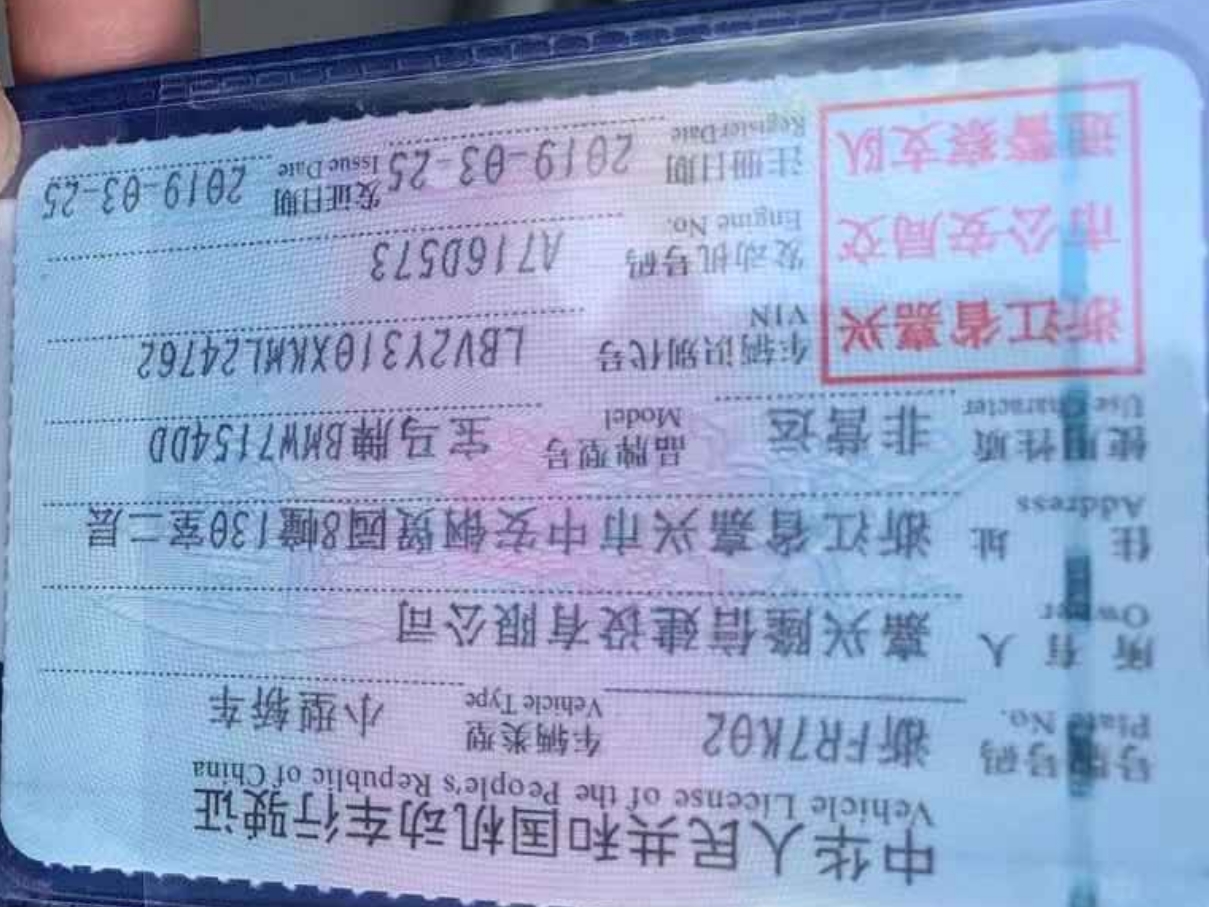 中华人民共和国机动车行驶证
Vehicle License of the People's Republic of China
号牌号码 浙FR7K02 车辆类型 小型轿车
Plate No. Vehicle Type
所有人 嘉兴隆信建设有限公司
Owner
住址 浙江省嘉兴市中安钢贸园8幢130室二层
Address
使用性质 非营运 品牌型号 宝马牌BMW7154DD
Use Character Model
浙江省嘉兴
市公安局交
通警察支队
车辆识别代号 LBV2Y310XKML24762
VIN
发动机号码 A716D573
Engine No.
注册日期 2019-03-25 发证日期 2019-03-25
Register Date Issue Date